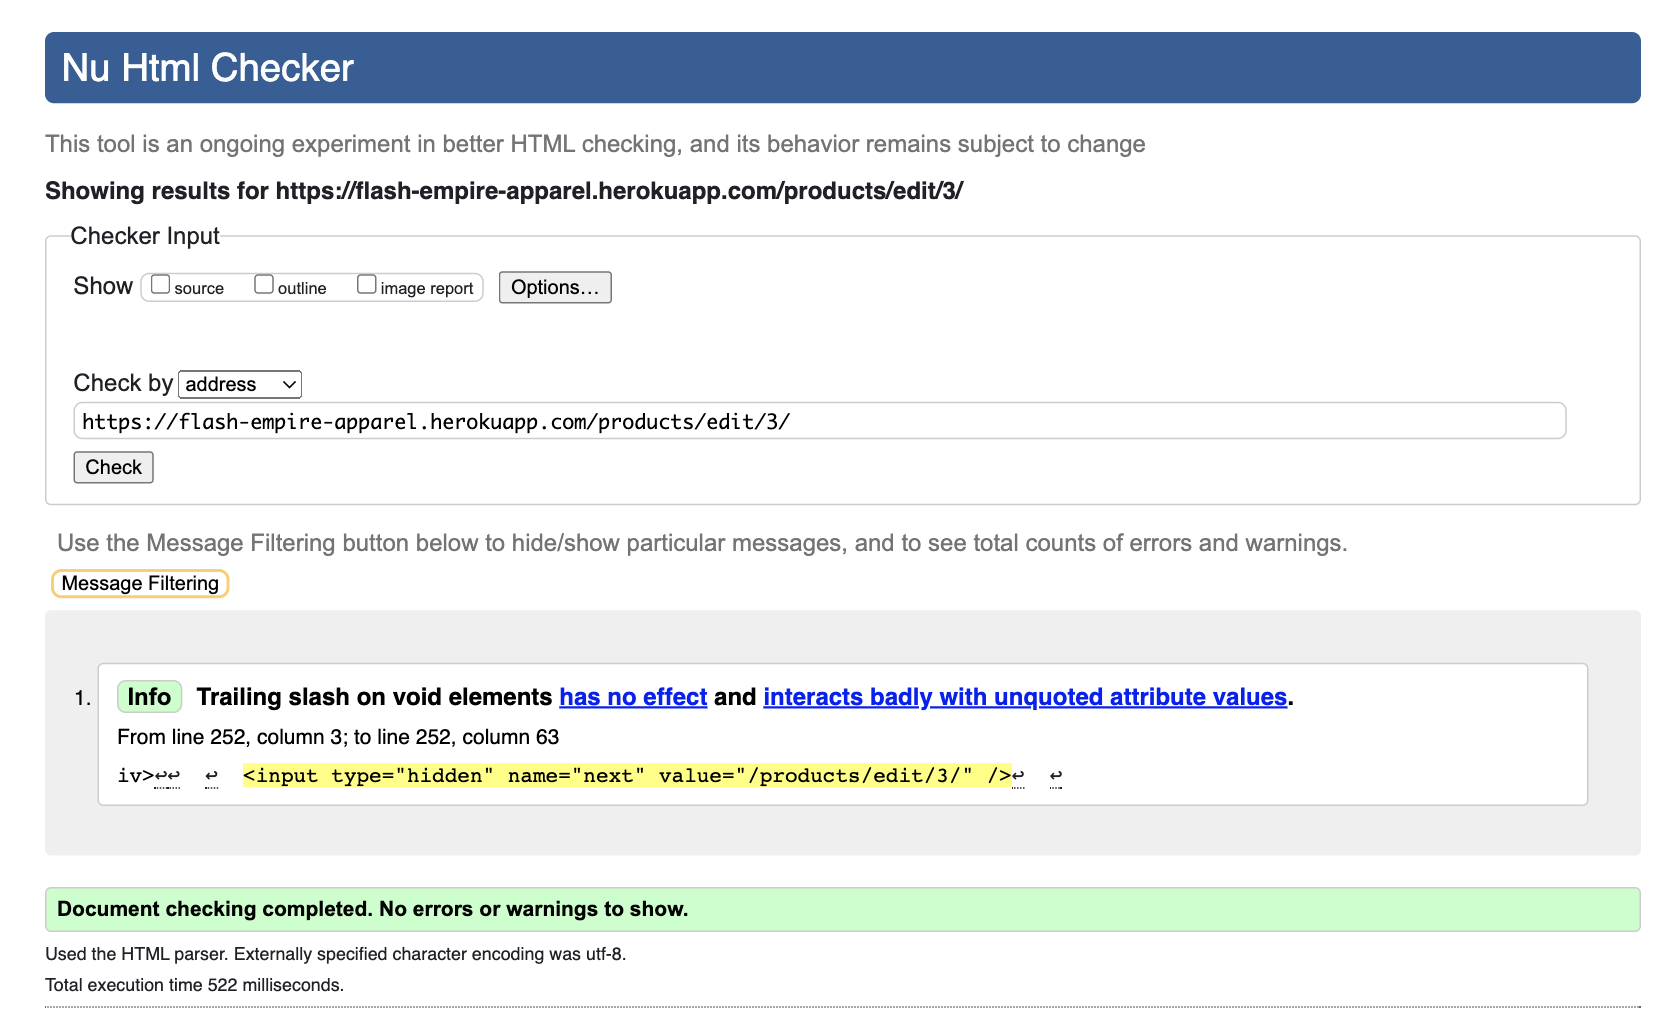 Nu Html Checker
This tool is an ongoing experiment in better HTML checking, and its behavior remains subject to change
Showing results for https://flash-empire-apparel.herokuapp.com/products/edit/3/
Checker Input
Show source outline image report Options...
Check by address
https://flash-empire-apparel.herokuapp.com/products/edit/3/
Check
Use the Message Filtering button below to hide/show particular messages, and to see total counts of errors and warnings.
Message Filtering
1. Info Trailing slash on void elements has no effect and interacts badly with unquoted attribute values.
From line 252, column 3; to line 252, column 63
iv>↩↩  ↩  <input type="hidden" name="next" value="/products/edit/3/" />↩  ↩
Document checking completed. No errors or warnings to show.
Used the HTML parser. Externally specified character encoding was utf-8.
Total execution time 522 milliseconds.